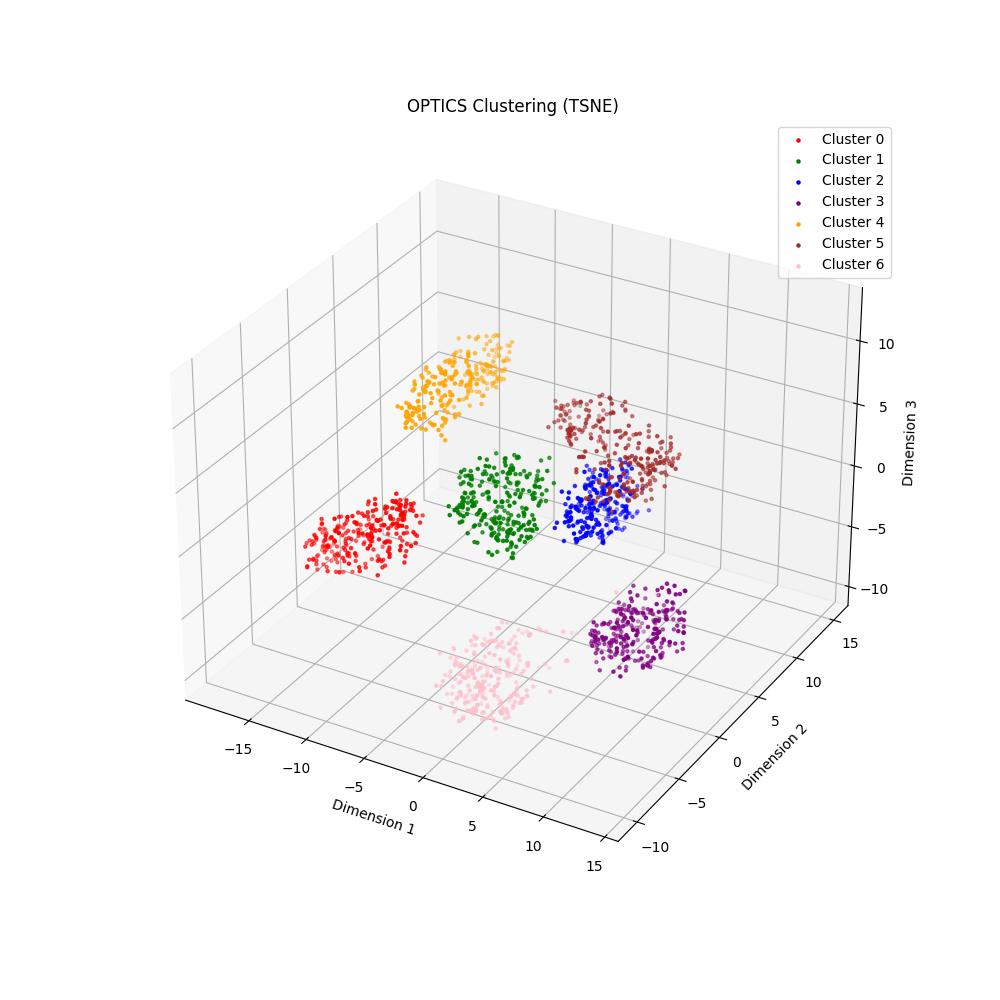 OPTICS Clustering (TSNE)
Cluster 0
Cluster 1
Cluster 2
Cluster 3
Cluster 4
Cluster 5
Cluster 6
10
5
0
−5
−10
Dimension 3
15
10
5
0
−5
−10
Dimension 2
−15
−10
−5
0
5
10
15
Dimension 1